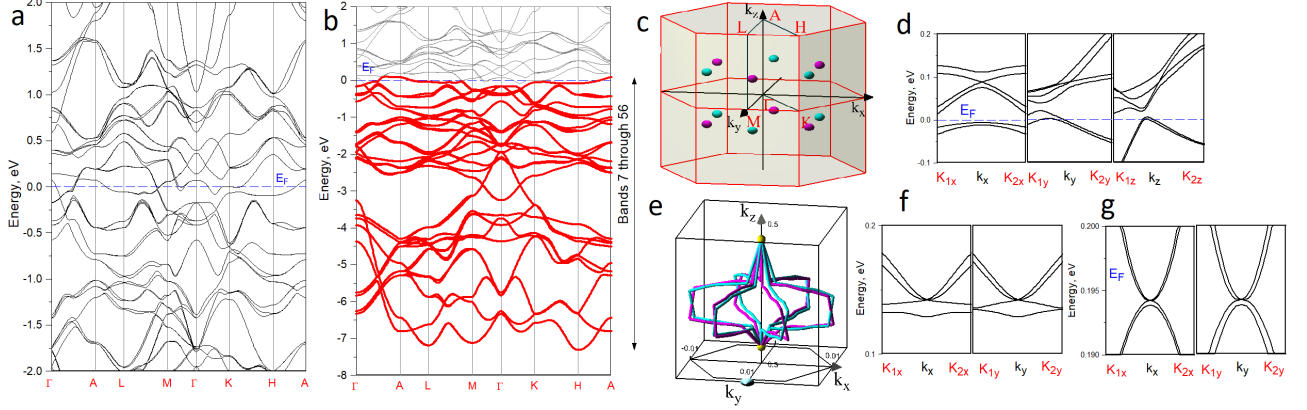 a
2.0
1.5
1.0
0.5
0.0
-0.5
-1.0
-1.5
-2.0
Energy, eV
E_F
Γ A L M Γ K H A
b
2
1
0
-1
-2
-3
-4
-5
-6
-7
-8
Energy, eV
E_F
Γ A L M Γ K H A
Bands 7 through 56
c
k_z
A
L
H
Γ
k_x
k_y
M
K
d
0.2
0.1
0.0
-0.1
Energy, eV
E_F
K_1x k_x K_2x
K_1y k_y K_2y
K_1z k_z K_2z
e
k_z
0.5
-0.01
0.01
0.01
k_x
k_y
f
0.2
0.1
Energy, eV
K_1x k_x K_2x
K_1y k_y K_2y
g
0.200
0.195
0.190
Energy, eV
E_F
K_1x k_x K_2x
K_1y k_y K_2y